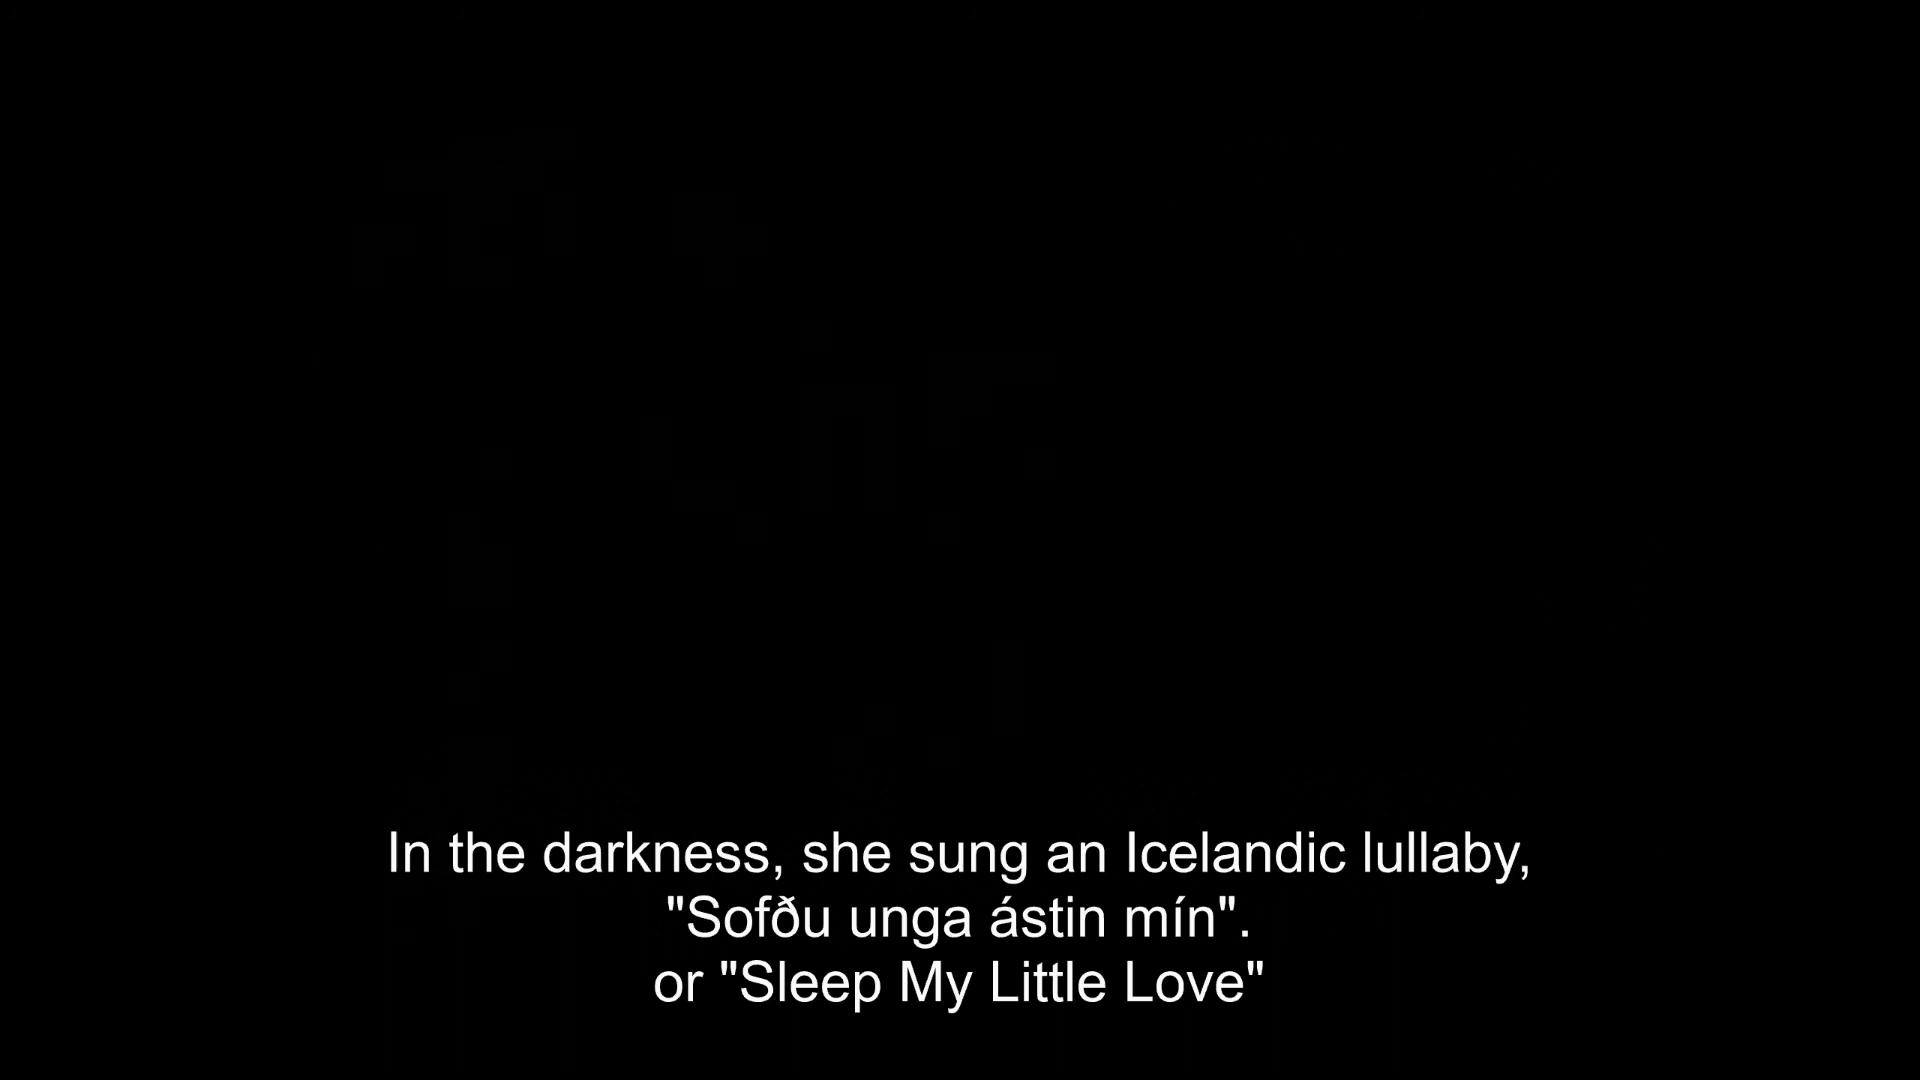 In the darkness, she sung an Icelandic lullaby,
"Sofðu unga ástin mín".
or "Sleep My Little Love"